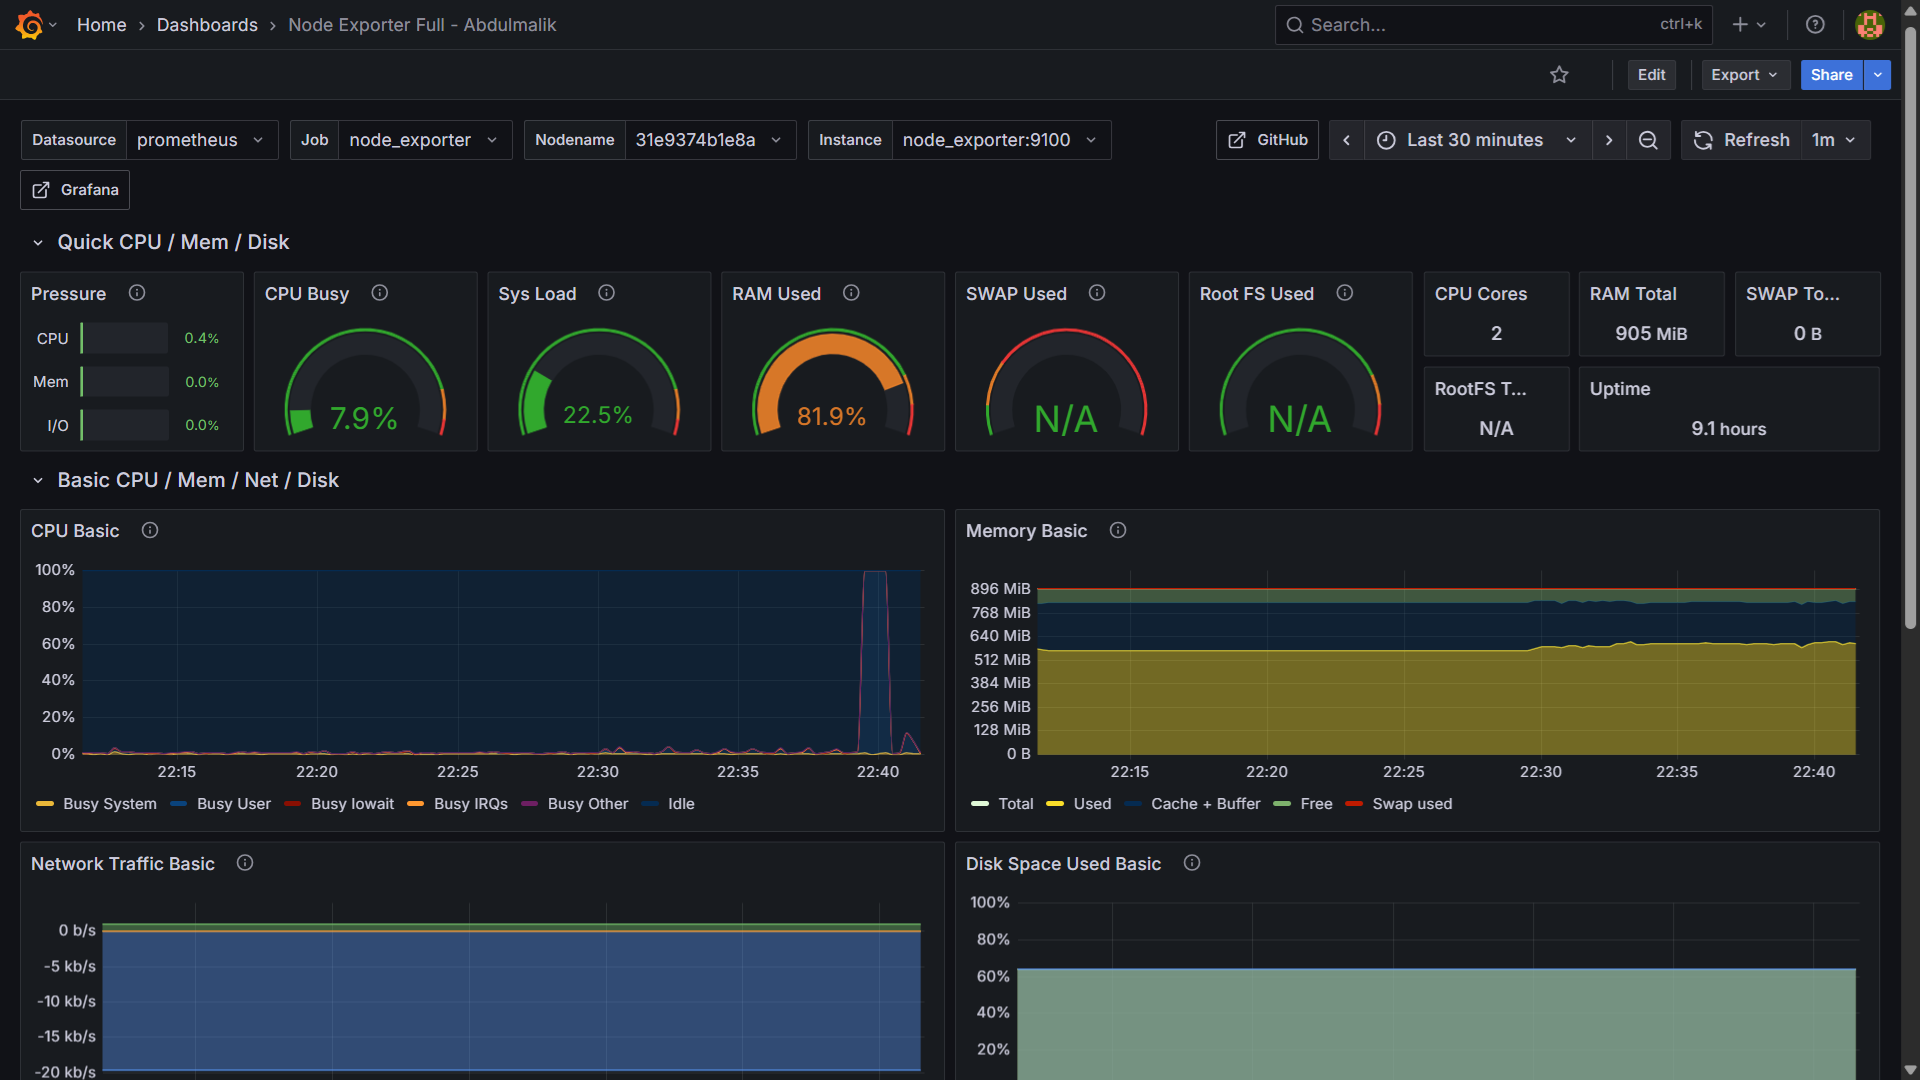 Home › Dashboards › Node Exporter Full - Abdulmalik
Search... ctrl+k
Edit Export Share
Datasource prometheus Job node_exporter Nodename 31e9374b1e8a Instance node_exporter:9100 GitHub Last 30 minutes Refresh 1m
Grafana
Quick CPU / Mem / Disk
Pressure
CPU 0.4%
Mem 0.0%
I/O 0.0%
CPU Busy
7.9%
Sys Load
22.5%
RAM Used
81.9%
SWAP Used
N/A
Root FS Used
N/A
CPU Cores
2
RAM Total
905 MiB
SWAP To...
0 B
RootFS T...
N/A
Uptime
9.1 hours
Basic CPU / Mem / Net / Disk
CPU Basic
100%
80%
60%
40%
20%
0%
22:15 22:20 22:25 22:30 22:35 22:40
Busy System Busy User Busy Iowait Busy IRQs Busy Other Idle
Memory Basic
896 MiB
768 MiB
640 MiB
512 MiB
384 MiB
256 MiB
128 MiB
0 B
22:15 22:20 22:25 22:30 22:35 22:40
Total Used Cache + Buffer Free Swap used
Network Traffic Basic
0 b/s
-5 kb/s
-10 kb/s
-15 kb/s
-20 kb/s
Disk Space Used Basic
100%
80%
60%
40%
20%